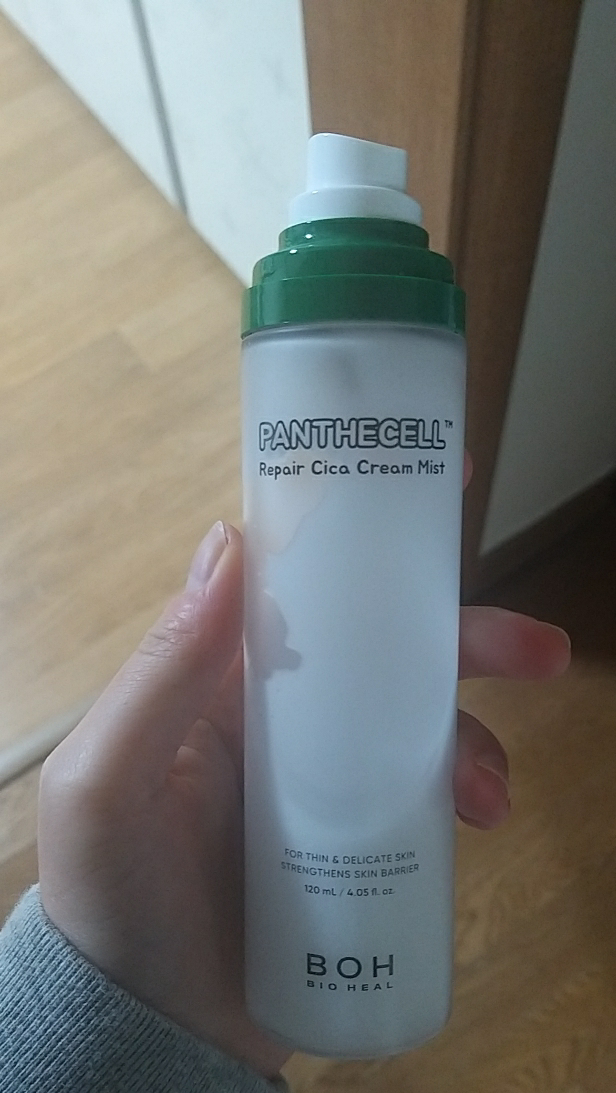 PANTHECELL™
Repair Cica Cream Mist
FOR THIN & DELICATE SKIN
STRENGTHENS SKIN BARRIER
120 mL / 4.05 fl. oz.
BOH
BIO HEAL